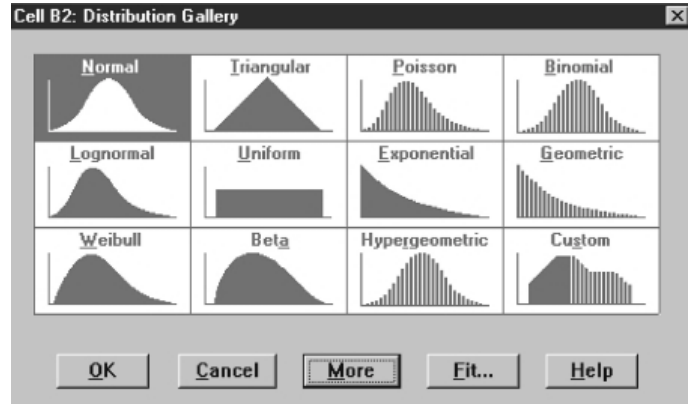 Cell B2: Distribution Gallery
Normal Triangular Poisson Binomial
Lognormal Uniform Exponential Geometric
Weibull Beta Hypergeometric Custom
OK Cancel More Fit... Help